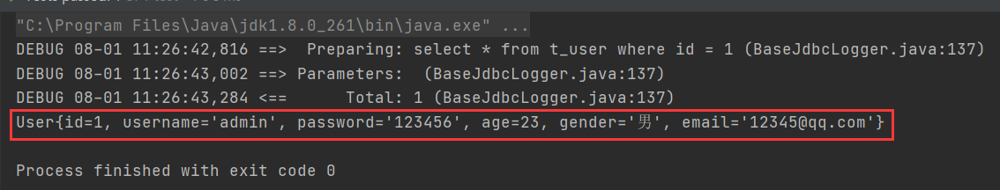 "C:\Program Files\Java\jdk1.8.0_261\bin\java.exe" ...
DEBUG 08-01 11:26:42,816 ==>  Preparing: select * from t_user where id = 1 (BaseJdbcLogger.java:137)
DEBUG 08-01 11:26:43,002 ==> Parameters:  (BaseJdbcLogger.java:137)
DEBUG 08-01 11:26:43,284 <==      Total: 1 (BaseJdbcLogger.java:137)
User{id=1, username='admin', password='123456', age=23, gender='男', email='12345@qq.com'}
Process finished with exit code 0